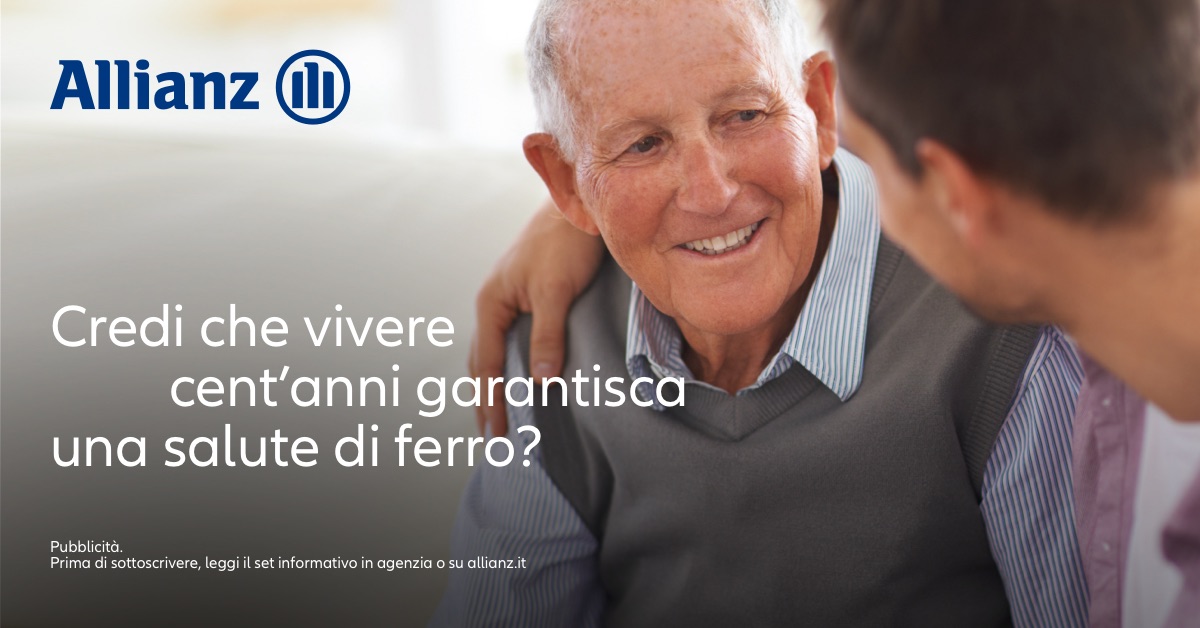 Allianz
Credi che vivere
cent’anni garantisca
una salute di ferro?
Pubblicità.
Prima di sottoscrivere, leggi il set informativo in agenzia o su allianz.it